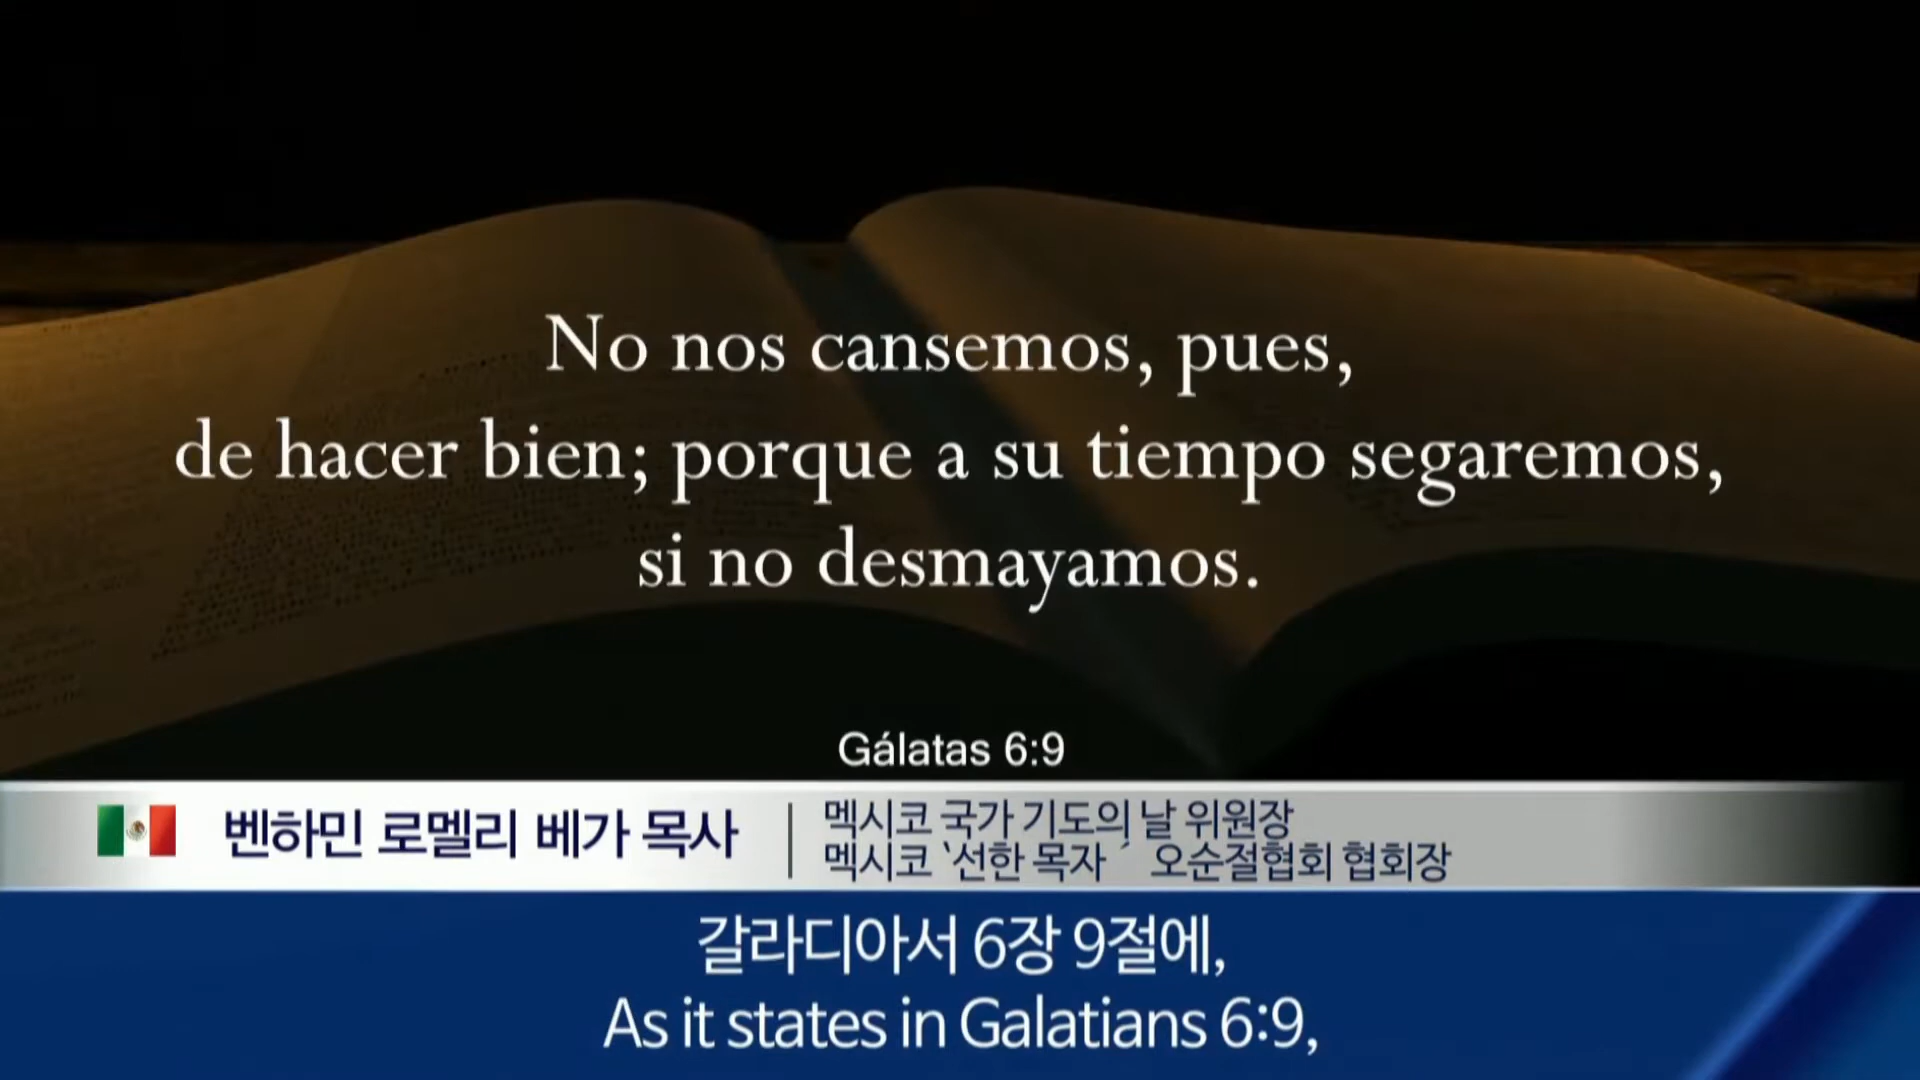 No nos cansemos, pues,
de hacer bien; porque a su tiempo segaremos,
si no desmayamos.
Gálatas 6:9
벤하민 로멜리 베가 목사
멕시코 국가 기도의 날 위원장
멕시코 ‵선한 목자 ′ 오순절협회 협회장
갈라디아서 6장 9절에,
As it states in Galatians 6:9,